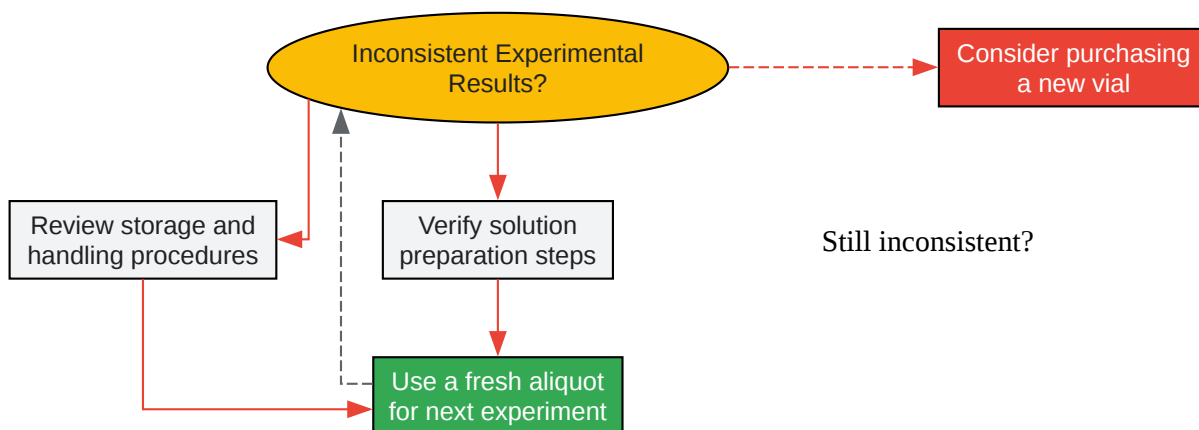 Inconsistent Experimental
Results?
Consider purchasing
a new vial
Review storage and
handling procedures
Verify solution
preparation steps
Still inconsistent?
Use a fresh aliquot
for next experiment